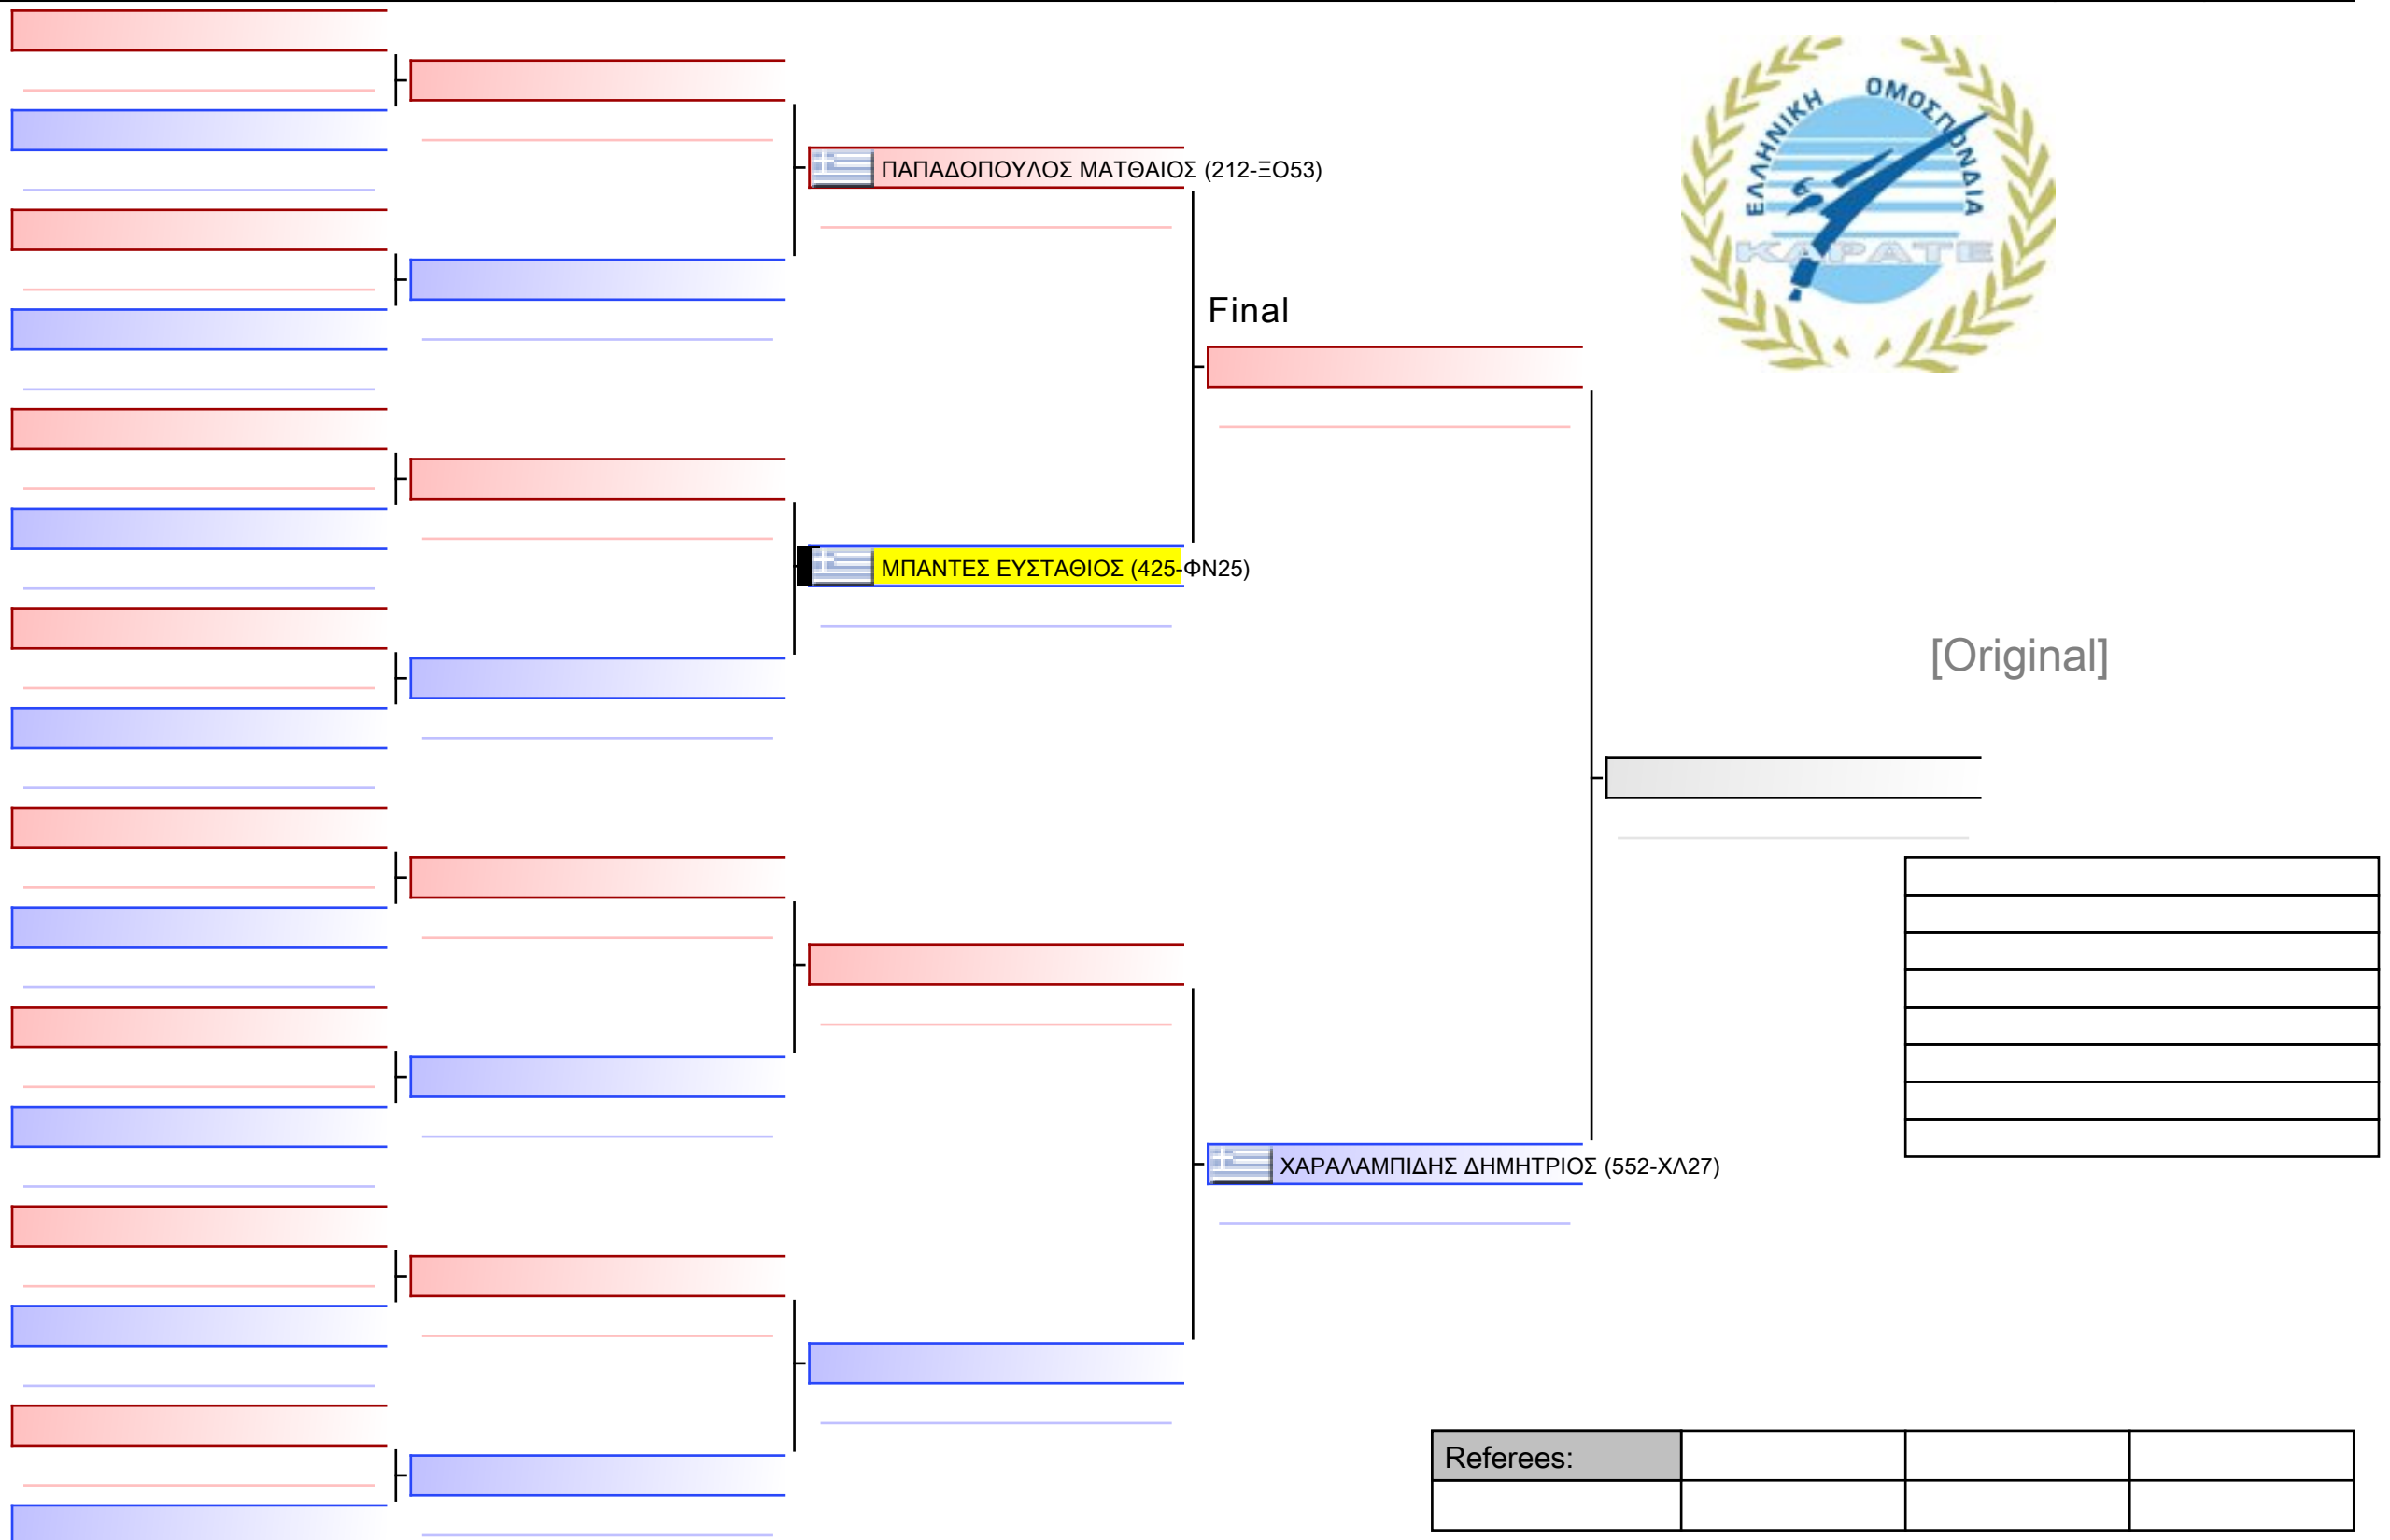 ΕΛΛΗΝΙΚΗ ΟΜΟΣΠΟΝΔΙΑ
ΚΑΡΑΤΕ
ΠΑΠΑΔΟΠΟΥΛΟΣ ΜΑΤΘΑΙΟΣ (212-ΞΟ53)
Final
ΜΠΑΝΤΕΣ ΕΥΣΤΑΘΙΟΣ (425-ΦΝ25)
[Original]
ΧΑΡΑΛΑΜΠΙΔΗΣ ΔΗΜΗΤΡΙΟΣ (552-ΧΛ27)
Referees: